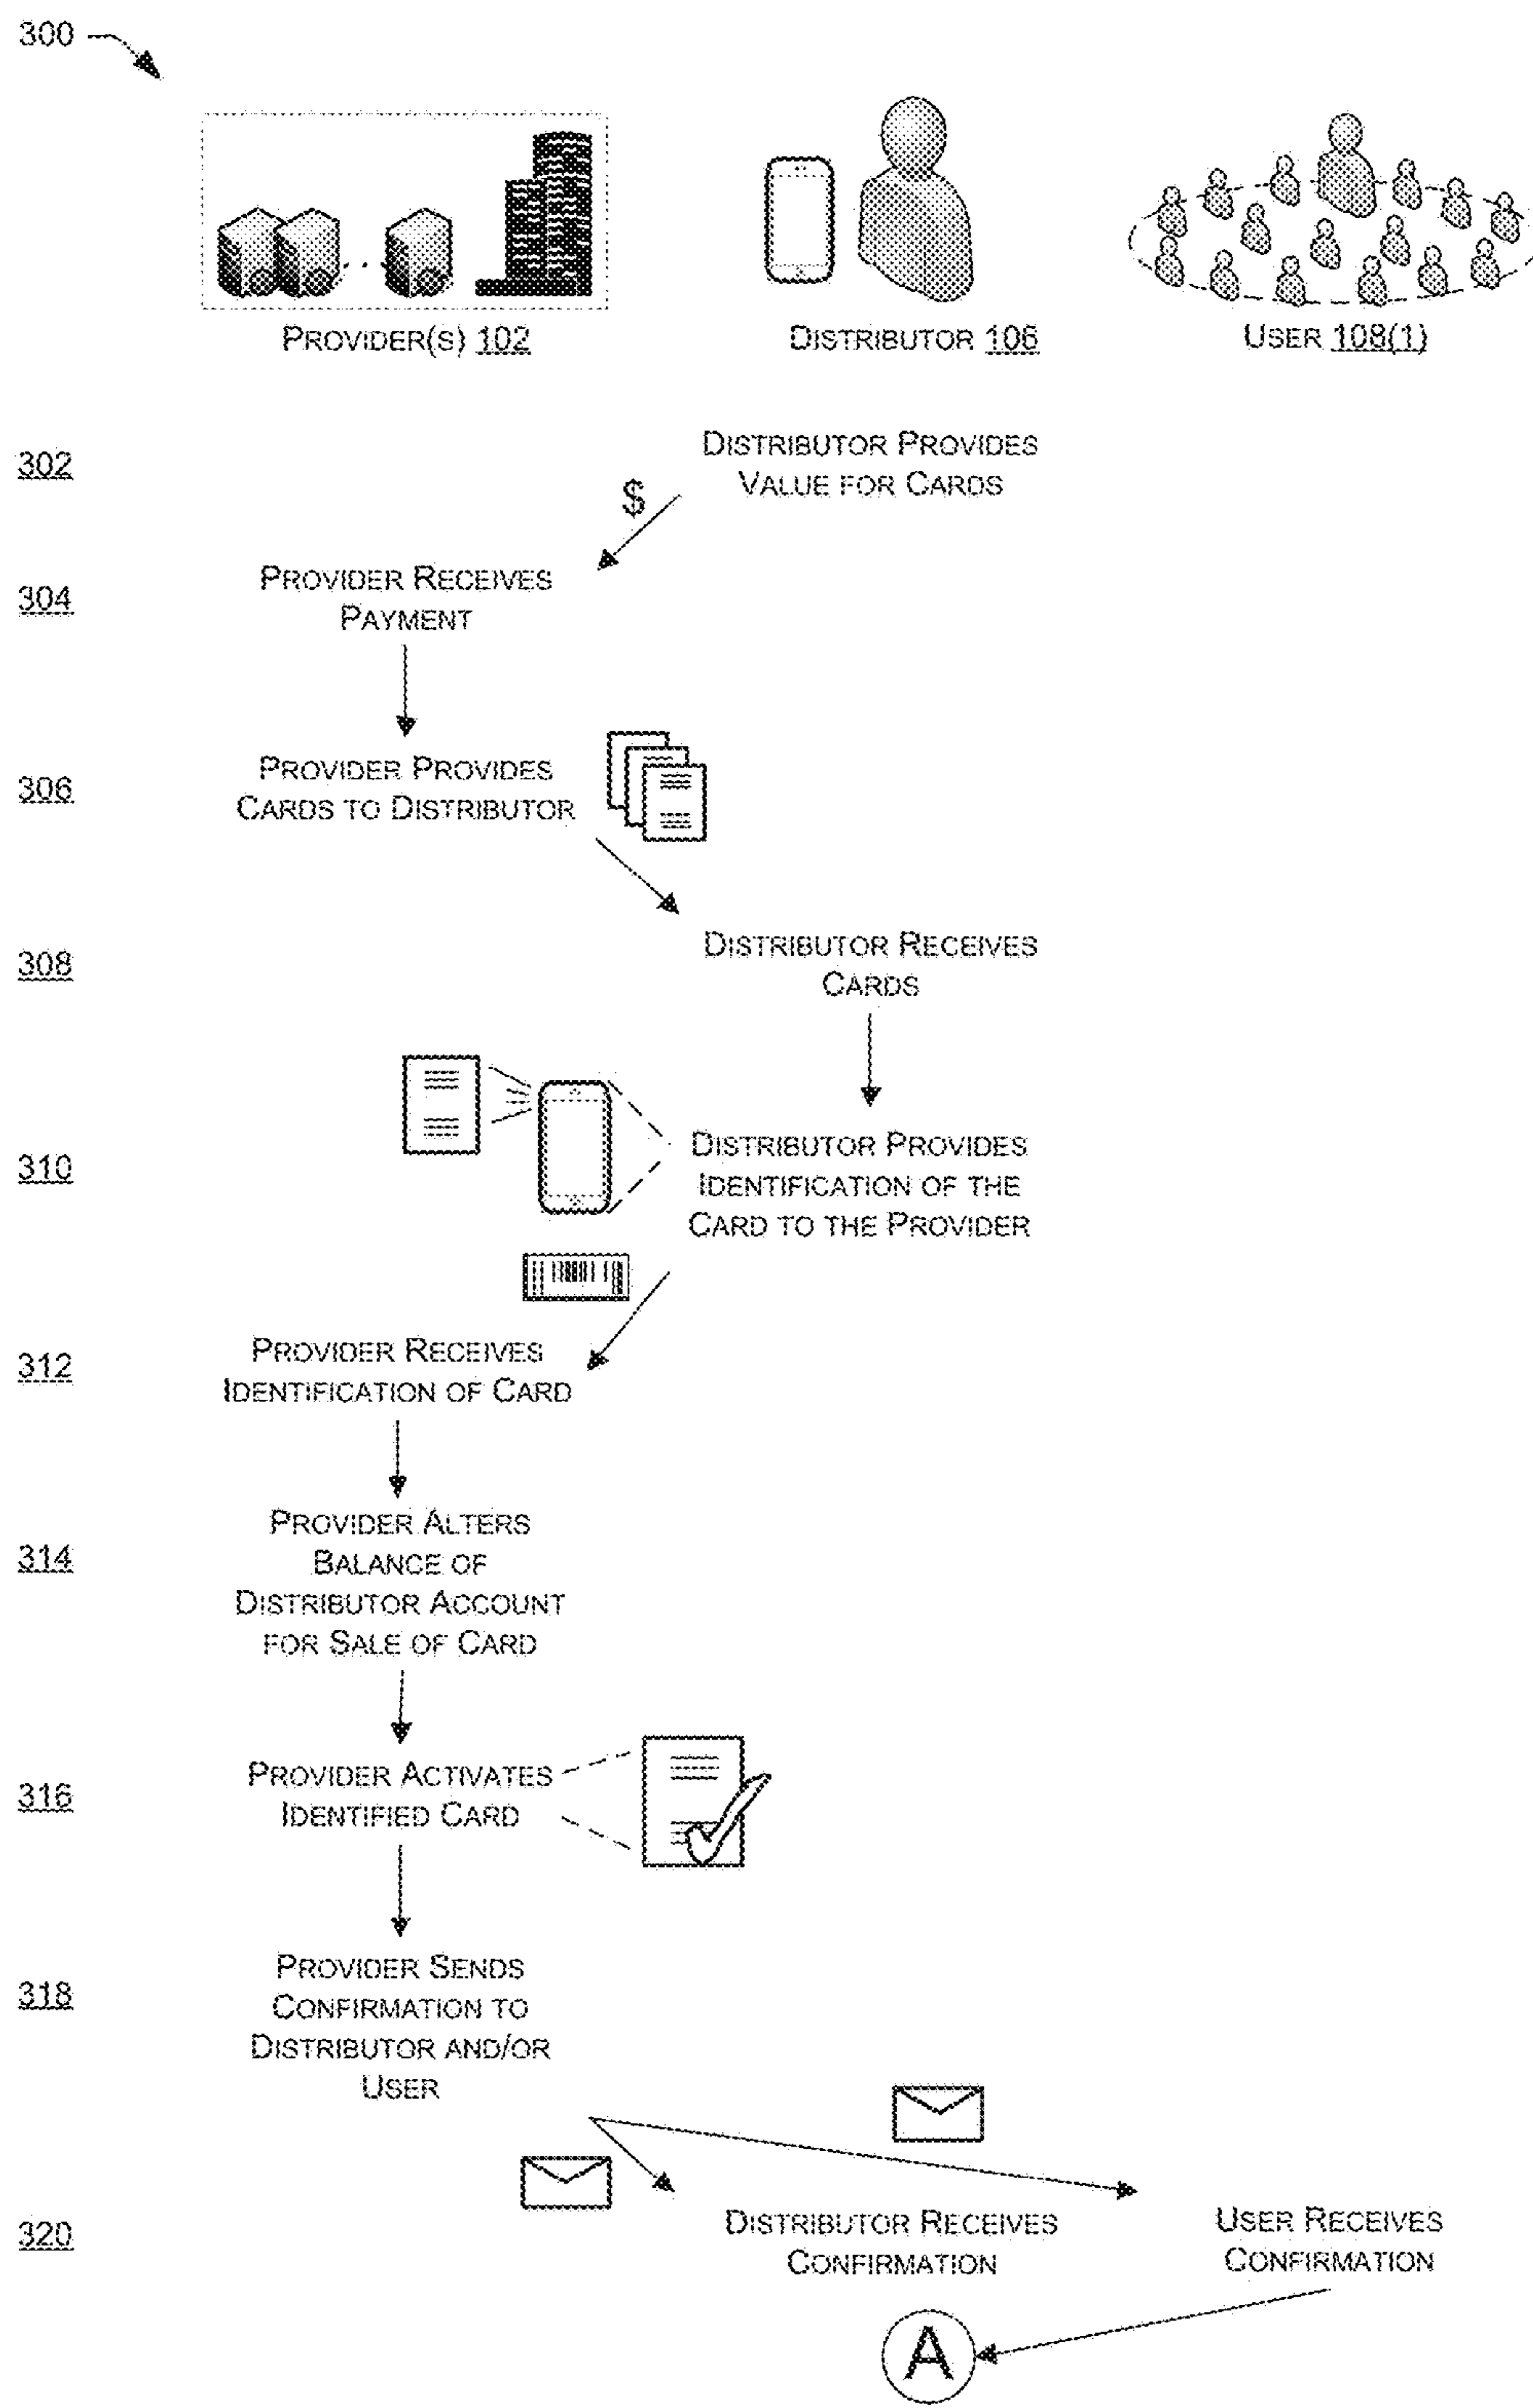 300
PROVIDER(S) 102
DISTRIBUTOR 106
USER 108(1)
302
DISTRIBUTOR PROVIDES
VALUE FOR CARDS
$
304
PROVIDER RECEIVES
PAYMENT
306
PROVIDER PROVIDES
CARDS TO DISTRIBUTOR
308
DISTRIBUTOR RECEIVES
CARDS
310
DISTRIBUTOR PROVIDES
IDENTIFICATION OF THE
CARD TO THE PROVIDER
312
PROVIDER RECEIVES
IDENTIFICATION OF CARD
314
PROVIDER ALTERS
BALANCE OF
DISTRIBUTOR ACCOUNT
FOR SALE OF CARD
316
PROVIDER ACTIVATES
IDENTIFIED CARD
318
PROVIDER SENDS
CONFIRMATION TO
DISTRIBUTOR AND/OR
USER
320
DISTRIBUTOR RECEIVES
CONFIRMATION
USER RECEIVES
CONFIRMATION
A